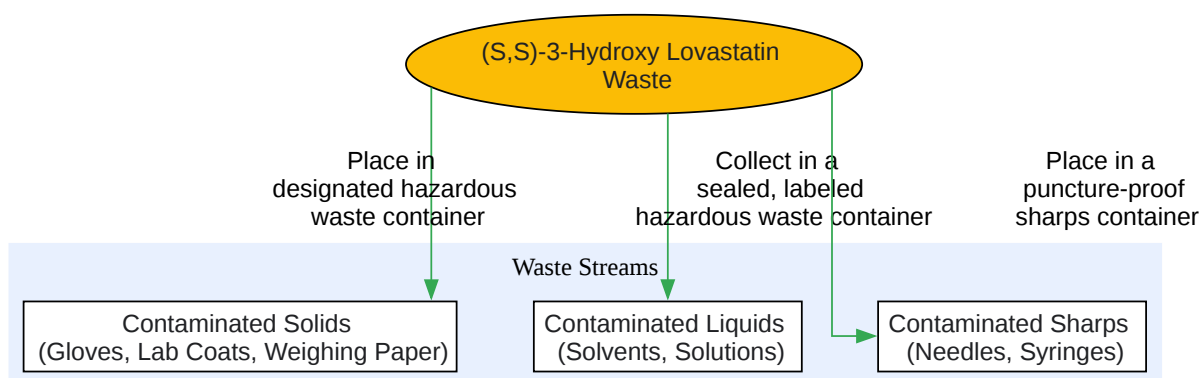 (S,S)-3-Hydroxy Lovastatin
Waste
Place in
designated hazardous
waste container
Collect in a
sealed, labeled
hazardous waste container
Place in a
puncture-proof
sharps container
Waste Streams
Contaminated Solids
(Gloves, Lab Coats, Weighing Paper)
Contaminated Liquids
(Solvents, Solutions)
Contaminated Sharps
(Needles, Syringes)